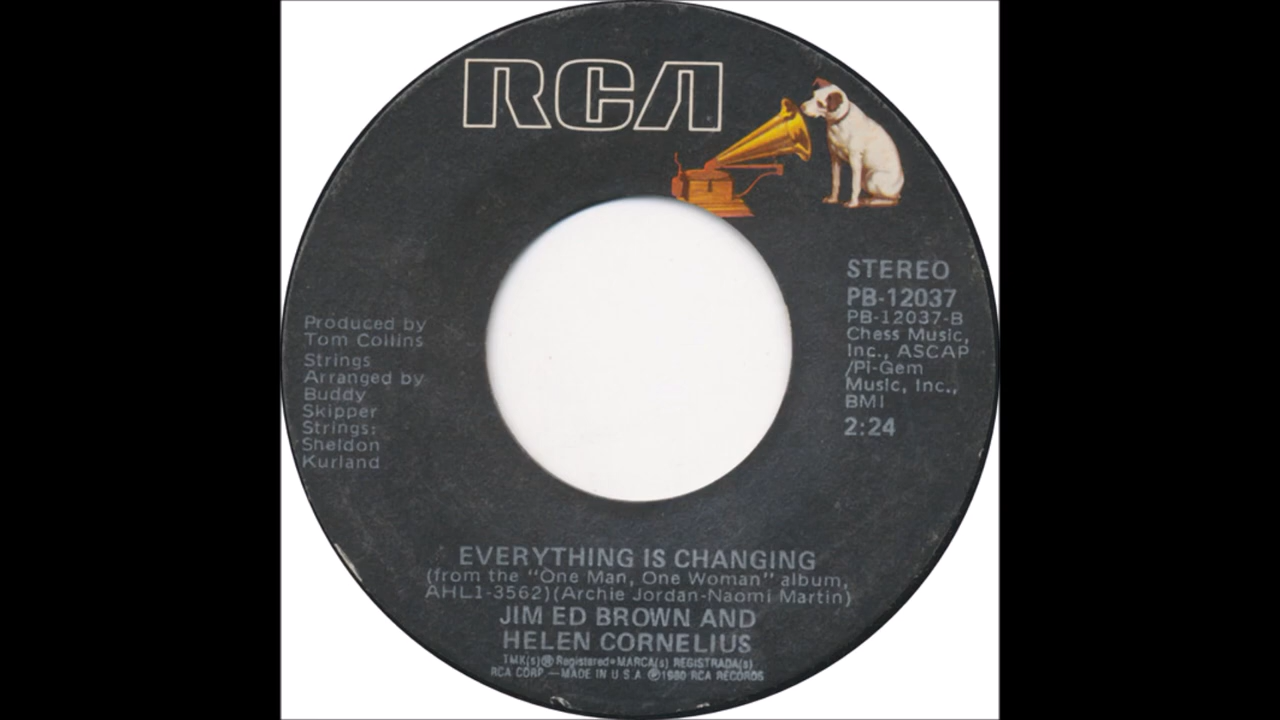 RCA
STEREO
PB-12037
PB-12037-B
Chess Music,
Inc., ASCAP
/Pi-Gem
Music, Inc.,
BMI
2:24
Produced by
Tom Collins
Strings
Arranged by
Buddy
Skipper
Strings:
Sheldon
Kurland
EVERYTHING IS CHANGING
(from the "One Man, One Woman" album,
AHL1-3562)(Archie Jordan-Naomi Martin)
JIM ED BROWN AND
HELEN CORNELIUS
TMK(s)® Registered•MARCA(s) REGISTRADA(s)
RCA CORP.—MADE IN U.S.A. ℗1980 RCA RECORDS